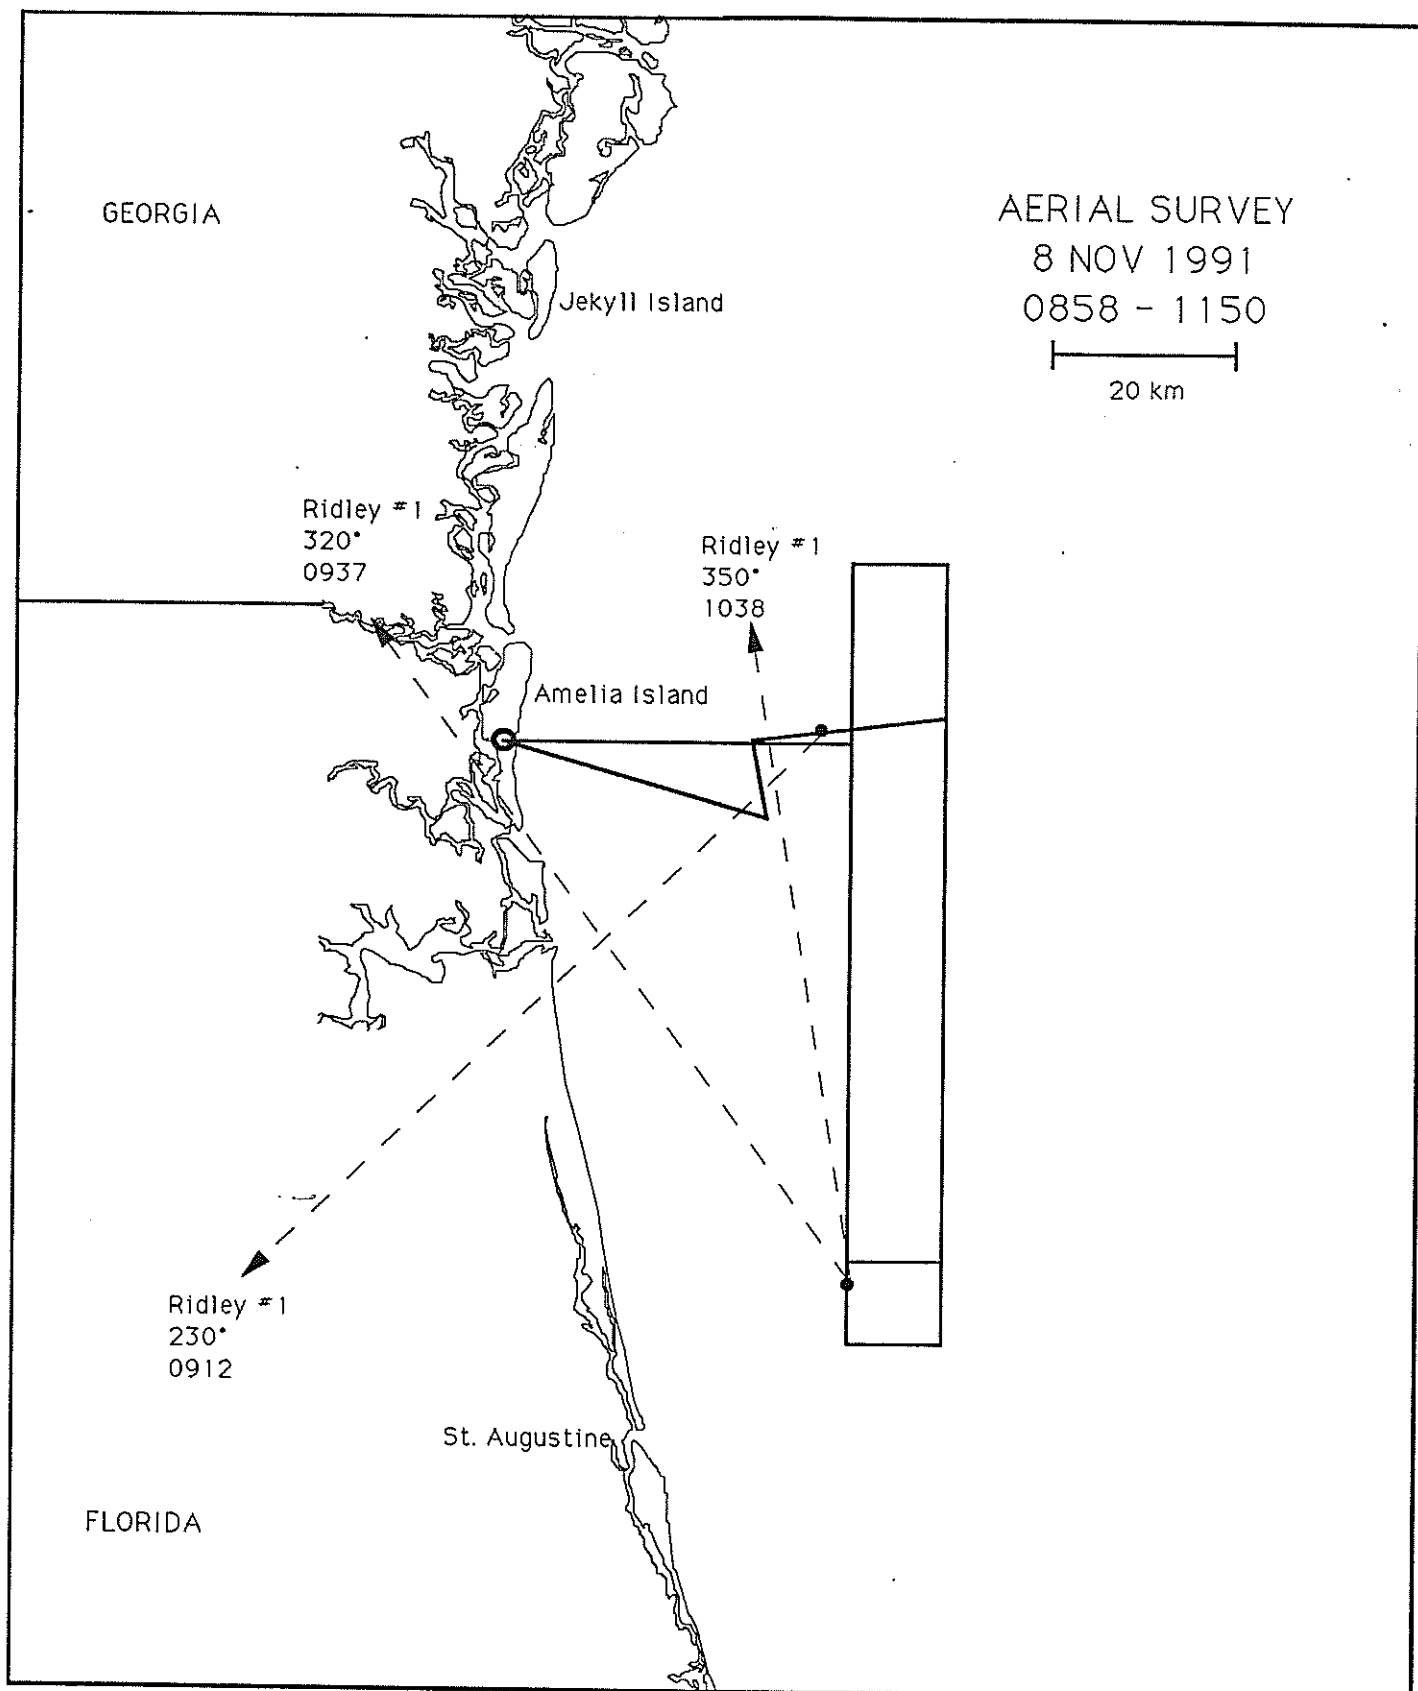 GEORGIA
AERIAL SURVEY
8 NOV 1991
0858 - 1150
20 km
Jekyll Island
Ridley #1
320°
0937
Ridley #1
350°
1038
Amelia Island
Ridley #1
230°
0912
St. Augustine
FLORIDA